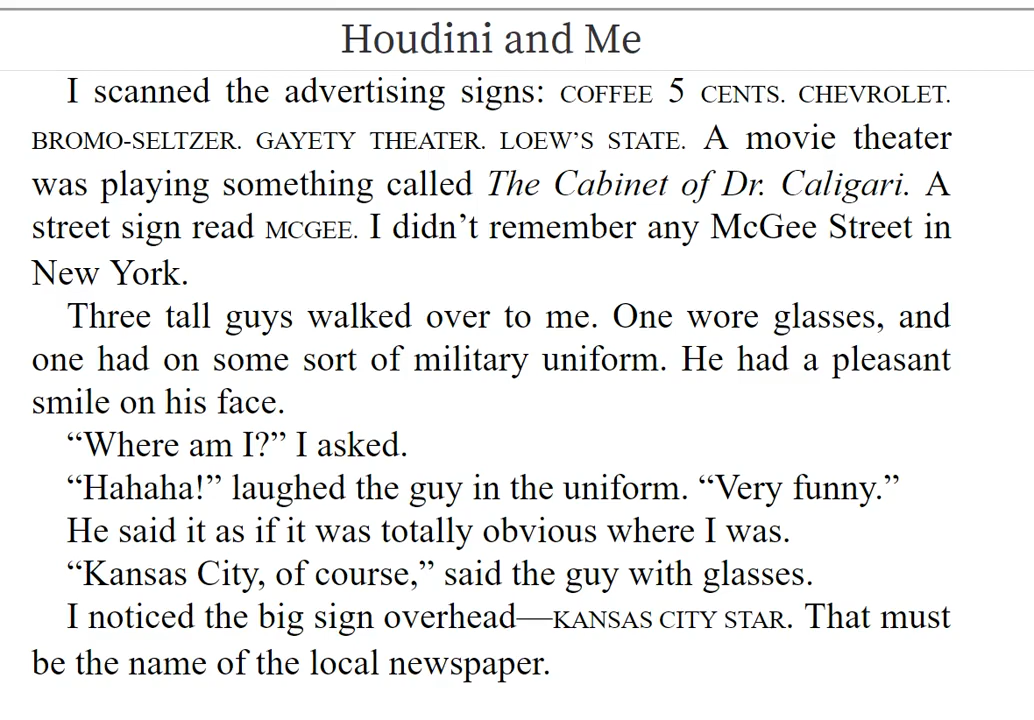 Houdini and Me
I scanned the advertising signs: COFFEE 5 CENTS. CHEVROLET.
BROMO-SELTZER. GAYETY THEATER. LOEW’S STATE. A movie theater
was playing something called The Cabinet of Dr. Caligari. A
street sign read MCGEE. I didn’t remember any McGee Street in
New York.
Three tall guys walked over to me. One wore glasses, and
one had on some sort of military uniform. He had a pleasant
smile on his face.
“Where am I?” I asked.
“Hahaha!” laughed the guy in the uniform. “Very funny.”
He said it as if it was totally obvious where I was.
“Kansas City, of course,” said the guy with glasses.
I noticed the big sign overhead—KANSAS CITY STAR. That must
be the name of the local newspaper.